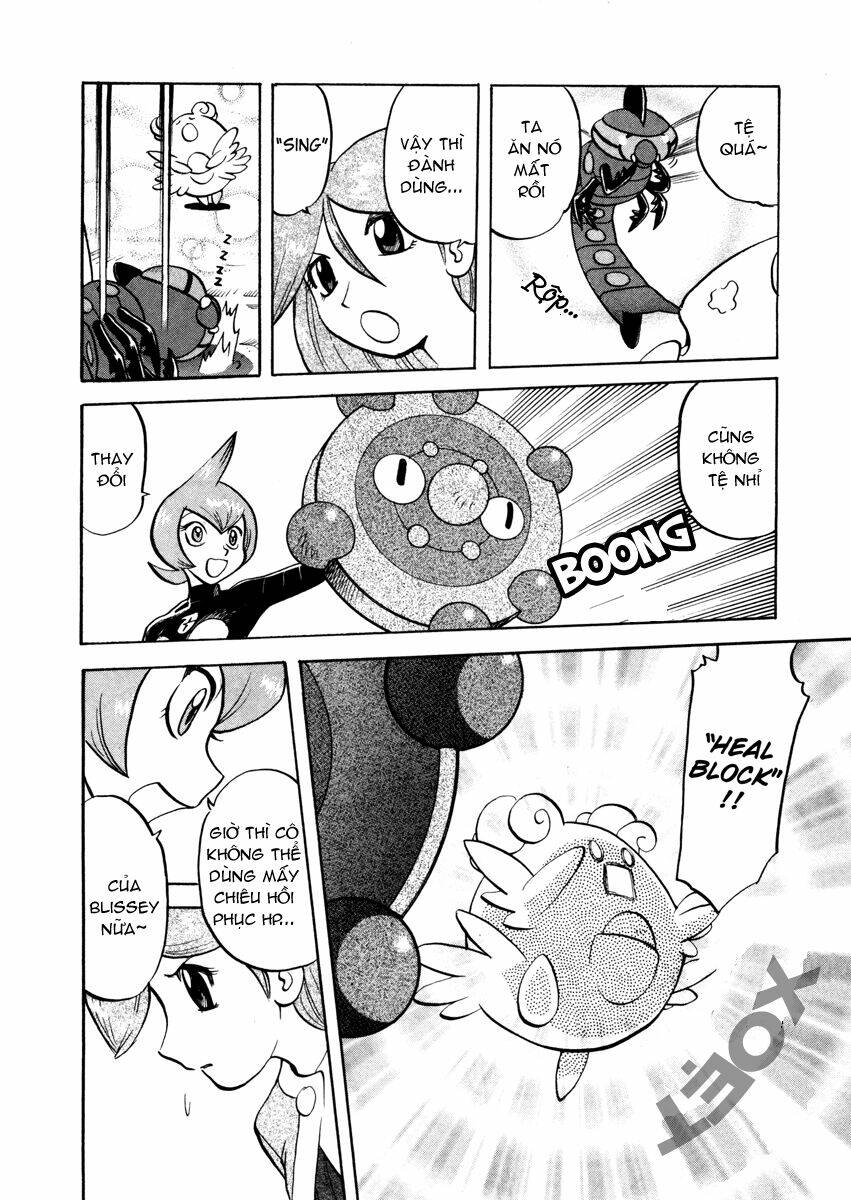 TỆ
QUÁ~
TA
ĂN NÓ
MẤT
RỒI
RỘP...
VẬY THÌ
ĐÀNH
DÙNG...
"SING"
Z Z Z Z
CŨNG
KHÔNG
TỆ NHỈ
BOONG
THAY
ĐỔI
"HEAL
BLOCK"
!!
GIỜ THÌ CÔ
KHÔNG THỂ
DÙNG MẤY
CHIÊU HỒI
PHỤC HP...
CỦA
BLISSEY
NỮA~